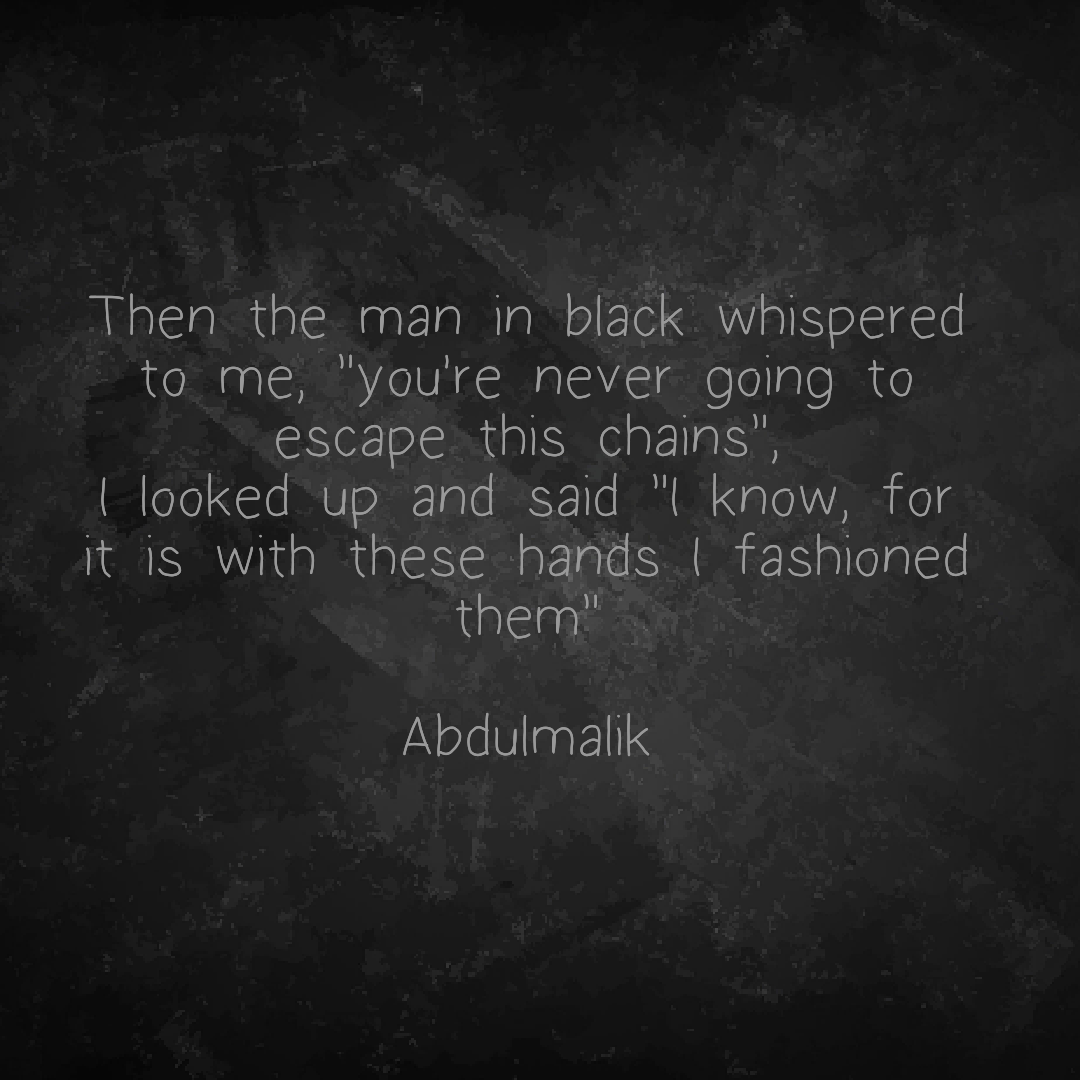 Then the man in black whispered
to me, "you're never going to
escape this chains",
I looked up and said "I know, for
it is with these hands I fashioned
them"
Abdulmalik